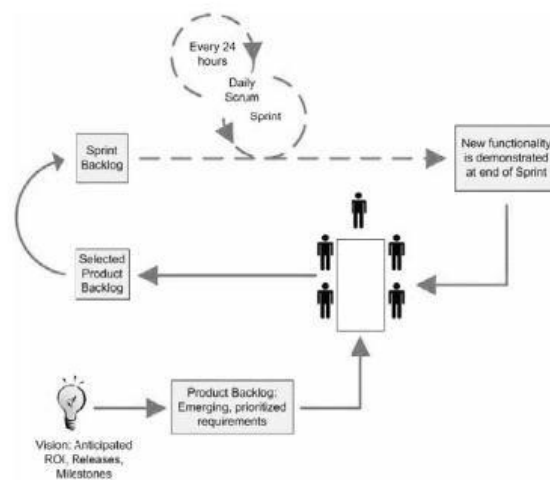 Every 24
hours
Daily
Scrum
Sprint
Sprint
Backlog
New functionality
is demonstrated
at end of Sprint
Selected
Product
Backlog
Product Backlog:
Emerging, prioritized
requirements
Vision: Anticipated
ROI, Releases,
Milestones